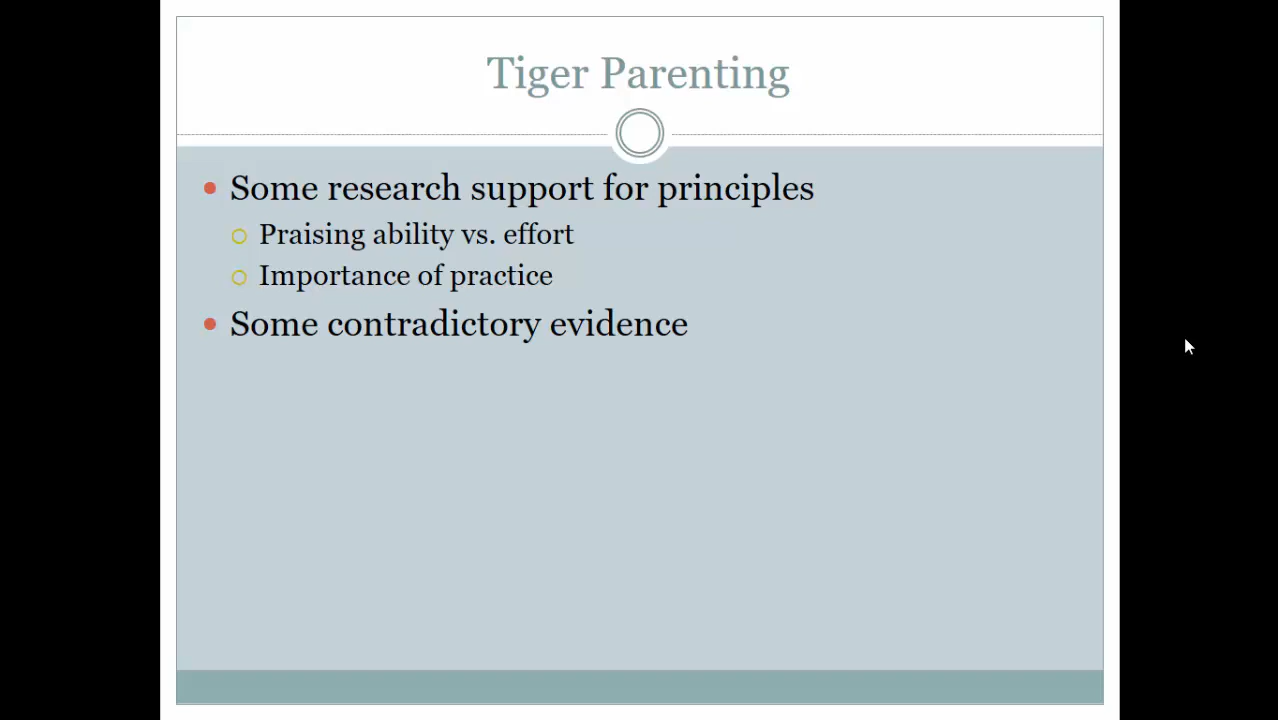 Tiger Parenting
Some research support for principles
Praising ability vs. effort
Importance of practice
Some contradictory evidence